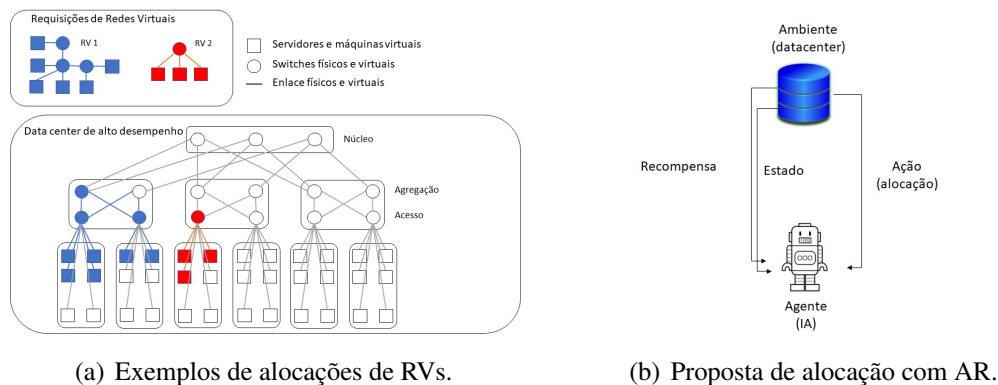 Requisições de Redes Virtuais
RV 1
RV 2
Servidores e máquinas virtuais
Switches físicos e virtuais
Enlace físicos e virtuais
Data center de alto desempenho
Núcleo
Agregação
Acesso
(a) Exemplos de alocações de RVs.
Ambiente
(datacenter)
Recompensa
Estado
Ação
(alocação)
Agente
(IA)
(b) Proposta de alocação com AR.